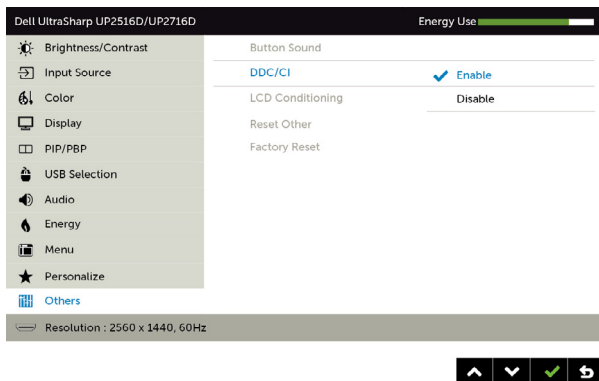 Dell UltraSharp UP2516D/UP2716D Energy Use
Brightness/Contrast Button Sound
Input Source DDC/CI Enable
Color LCD Conditioning Disable
Display Reset Other
PIP/PBP Factory Reset
USB Selection
Audio
Energy
Menu
Personalize
Others
Resolution : 2560 x 1440, 60Hz